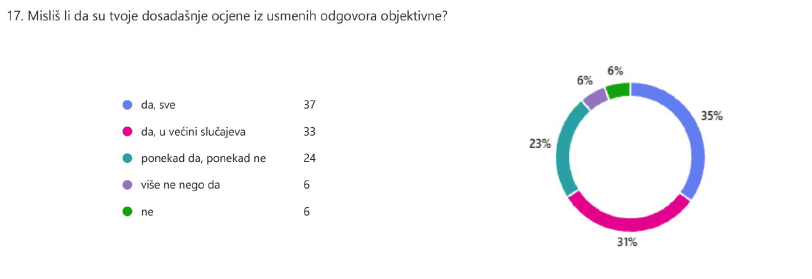 17. Misliš li da su tvoje dosadašnje ocjene iz usmenih odgovora objektivne?
da, sve 37
da, u većini slučajeva 33
ponekad da, ponekad ne 24
više ne nego da 6
ne 6
6%
6%
35%
23%
31%